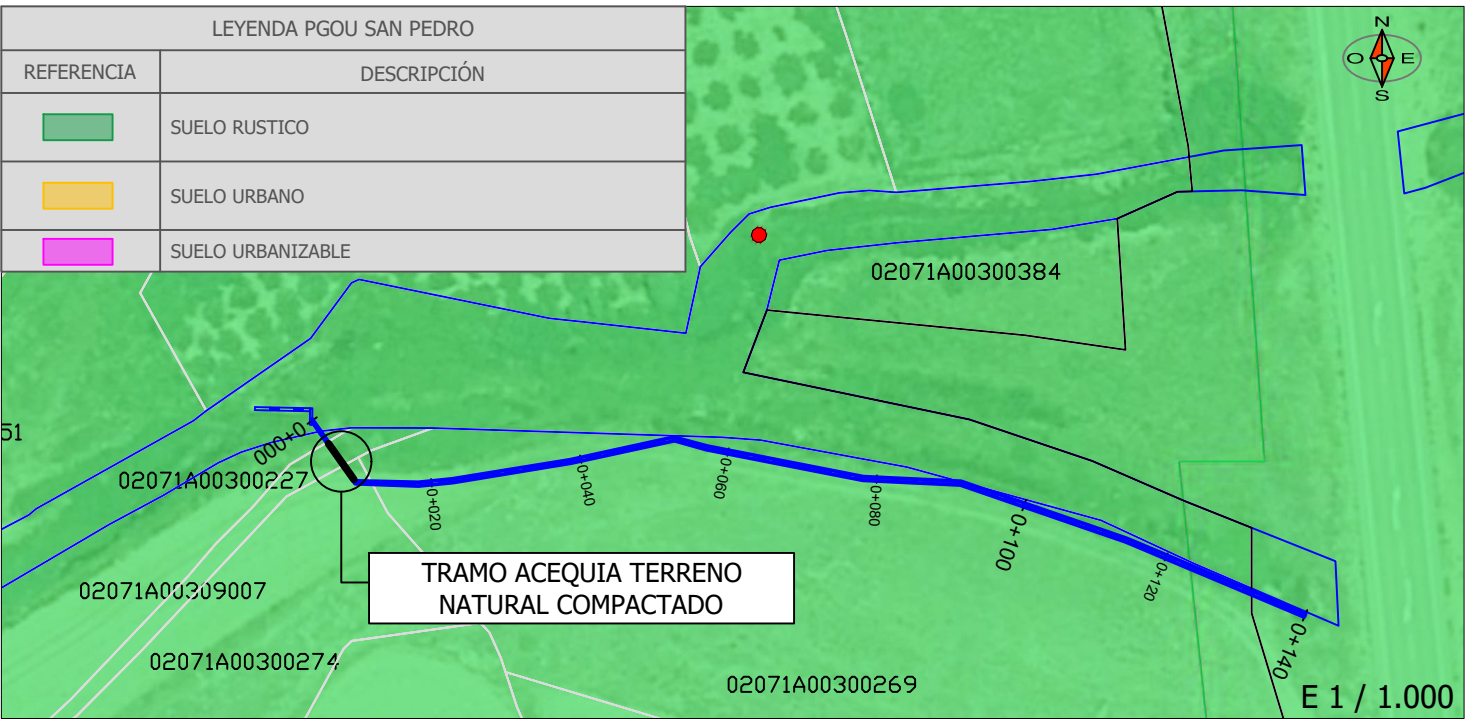 LEYENDA PGOU SAN PEDRO
REFERENCIA DESCRIPCIÓN
SUELO RUSTICO
SUELO URBANO
SUELO URBANIZABLE
N
O E
S
02071A00300384
51
0+000
02071A00300227
0+020
0+040
0+060
0+080
0+100
0+120
0+140
TRAMO ACEQUIA TERRENO
NATURAL COMPACTADO
02071A00309007
02071A00300274
02071A00300269
E 1 / 1.000